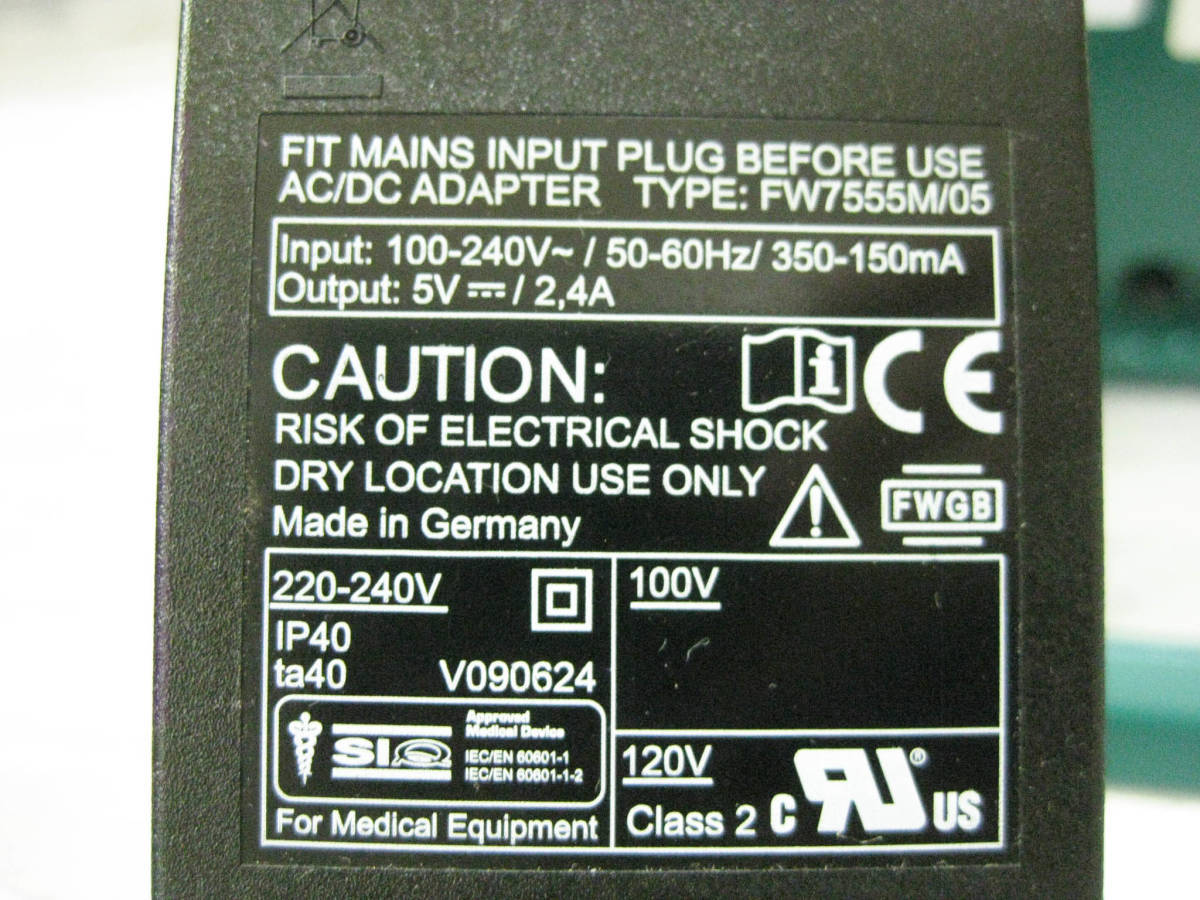 FIT MAINS INPUT PLUG BEFORE USE
AC/DC ADAPTER TYPE: FW7555M/05
Input: 100-240V~ / 50-60Hz/ 350-150mA
Output: 5V ⎓ / 2,4A
CAUTION:
CE
RISK OF ELECTRICAL SHOCK
DRY LOCATION USE ONLY
FWGB
Made in Germany
220-240V
IP40
ta40 V090624
SIQ
Approved
Medical Device
IEC/EN 60601-1
IEC/EN 60601-1-2
For Medical Equipment
100V
120V
Class 2 C RU® US